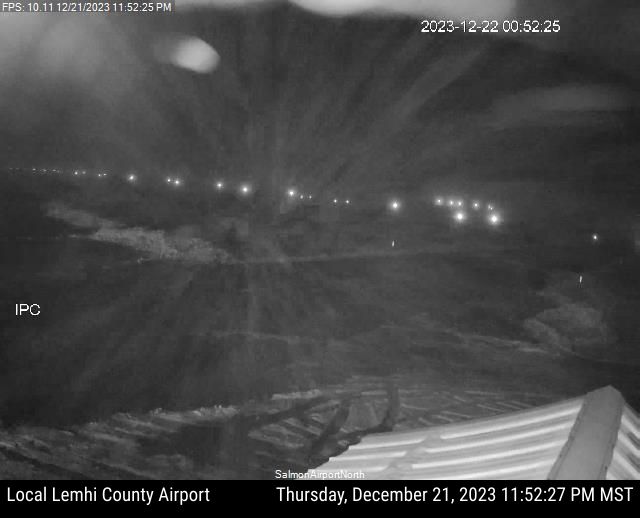 FPS: 10.11 12/21/2023 11:52:25 PM
2023-12-22 00:52:25
IPC
SalmonAirportNorth
Local Lemhi County Airport Thursday, December 21, 2023 11:52:27 PM MST